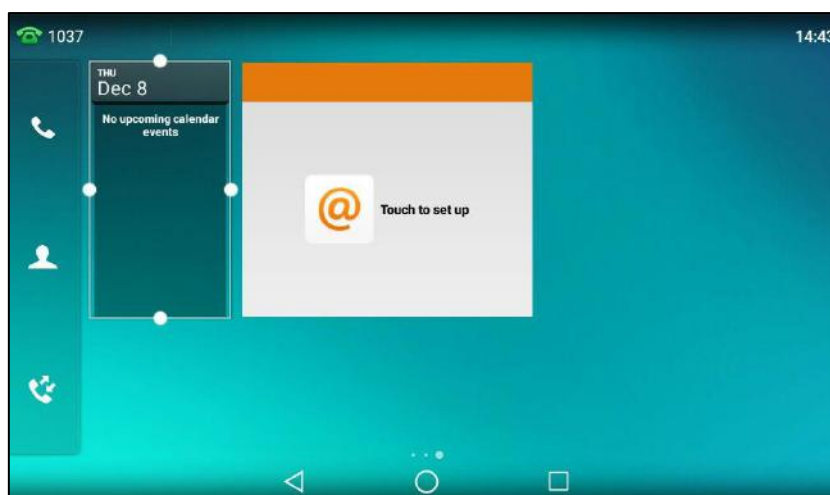 1037
14:43
THU
Dec 8
No upcoming calendar
events
@ Touch to set up